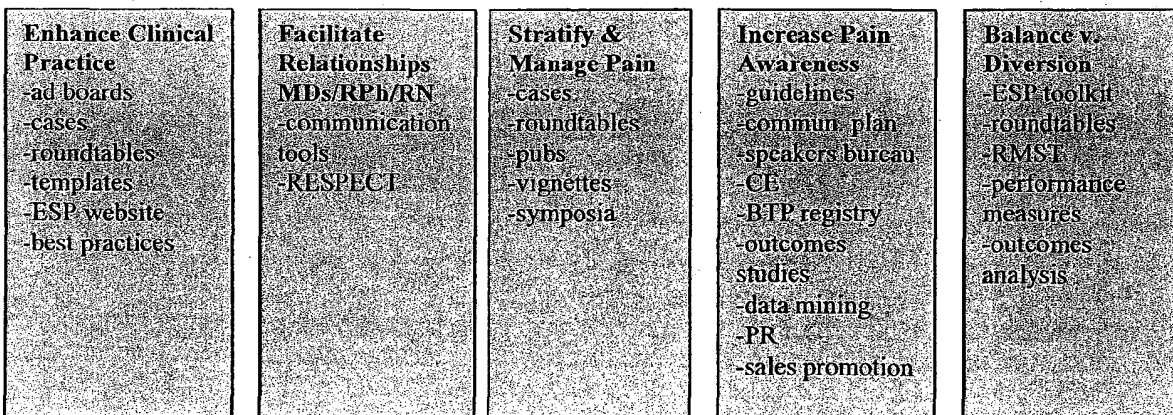 Enhance Clinical
Practice
-ad boards
-cases
-roundtables
-templates
-ESP website
-best practices
Facilitate
Relationships
MDs/RPh/RN
-communication
tools
-RESPECT
Stratify &
Manage Pain
-cases
-roundtables
-pubs
-vignettes
-symposia
Increase Pain
Awareness
-guidelines
-commun. plan
-speakers bureau
-CE
-BTP registry
-outcomes
studies
-data mining
-PR
-sales promotion
Balance v.
Diversion
-ESP toolkit
-roundtables
-RMST
-performance
measures
-outcomes
analysis